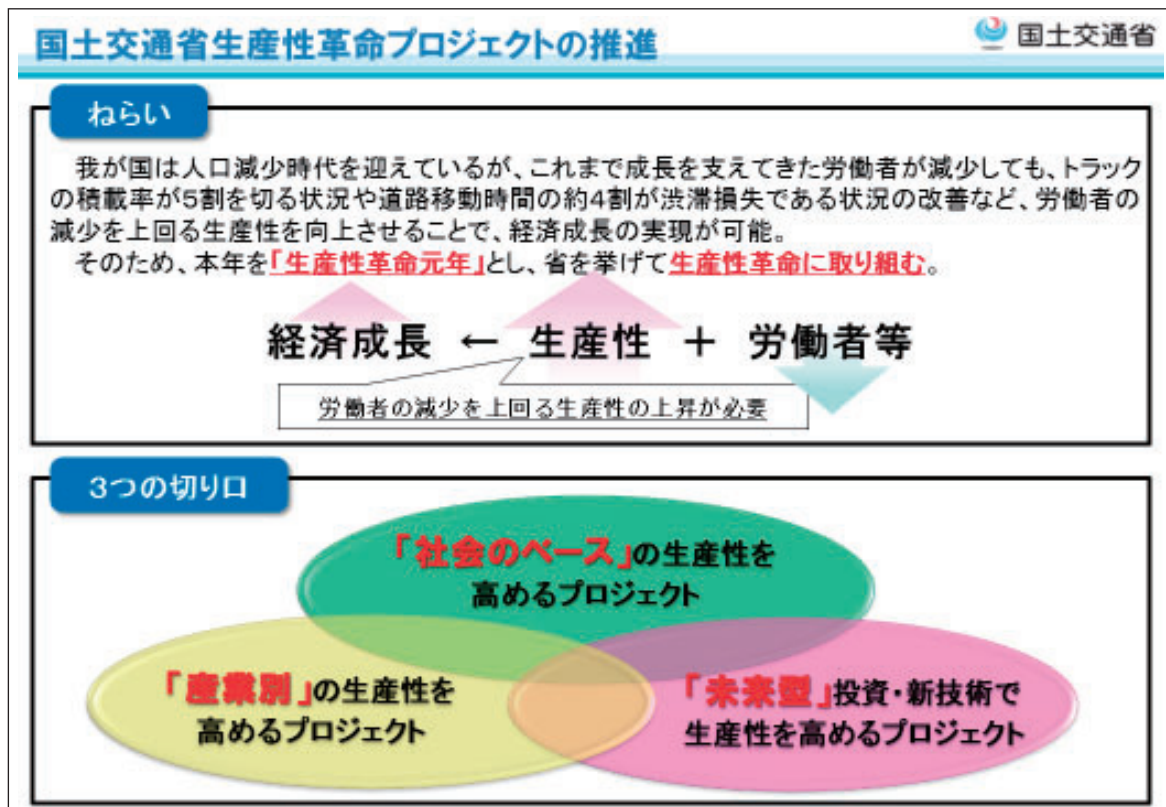 国土交通省生産性革命プロジェクトの推進
国土交通省
ねらい
我が国は人口減少時代を迎えているが、これまで成長を支えてきた労働者が減少しても、トラック
の積載率が5割を切る状況や道路移動時間の約4割が渋滞損失である状況の改善など、労働者の
減少を上回る生産性を向上させることで、経済成長の実現が可能。
そのため、本年を「生産性革命元年」とし、省を挙げて生産性革命に取り組む。
経済成長 ← 生産性 + 労働者等
労働者の減少を上回る生産性の上昇が必要
3つの切り口
「社会のベース」の生産性を
高めるプロジェクト
「産業別」の生産性を
高めるプロジェクト
「未来型」投資・新技術で
生産性を高めるプロジェクト